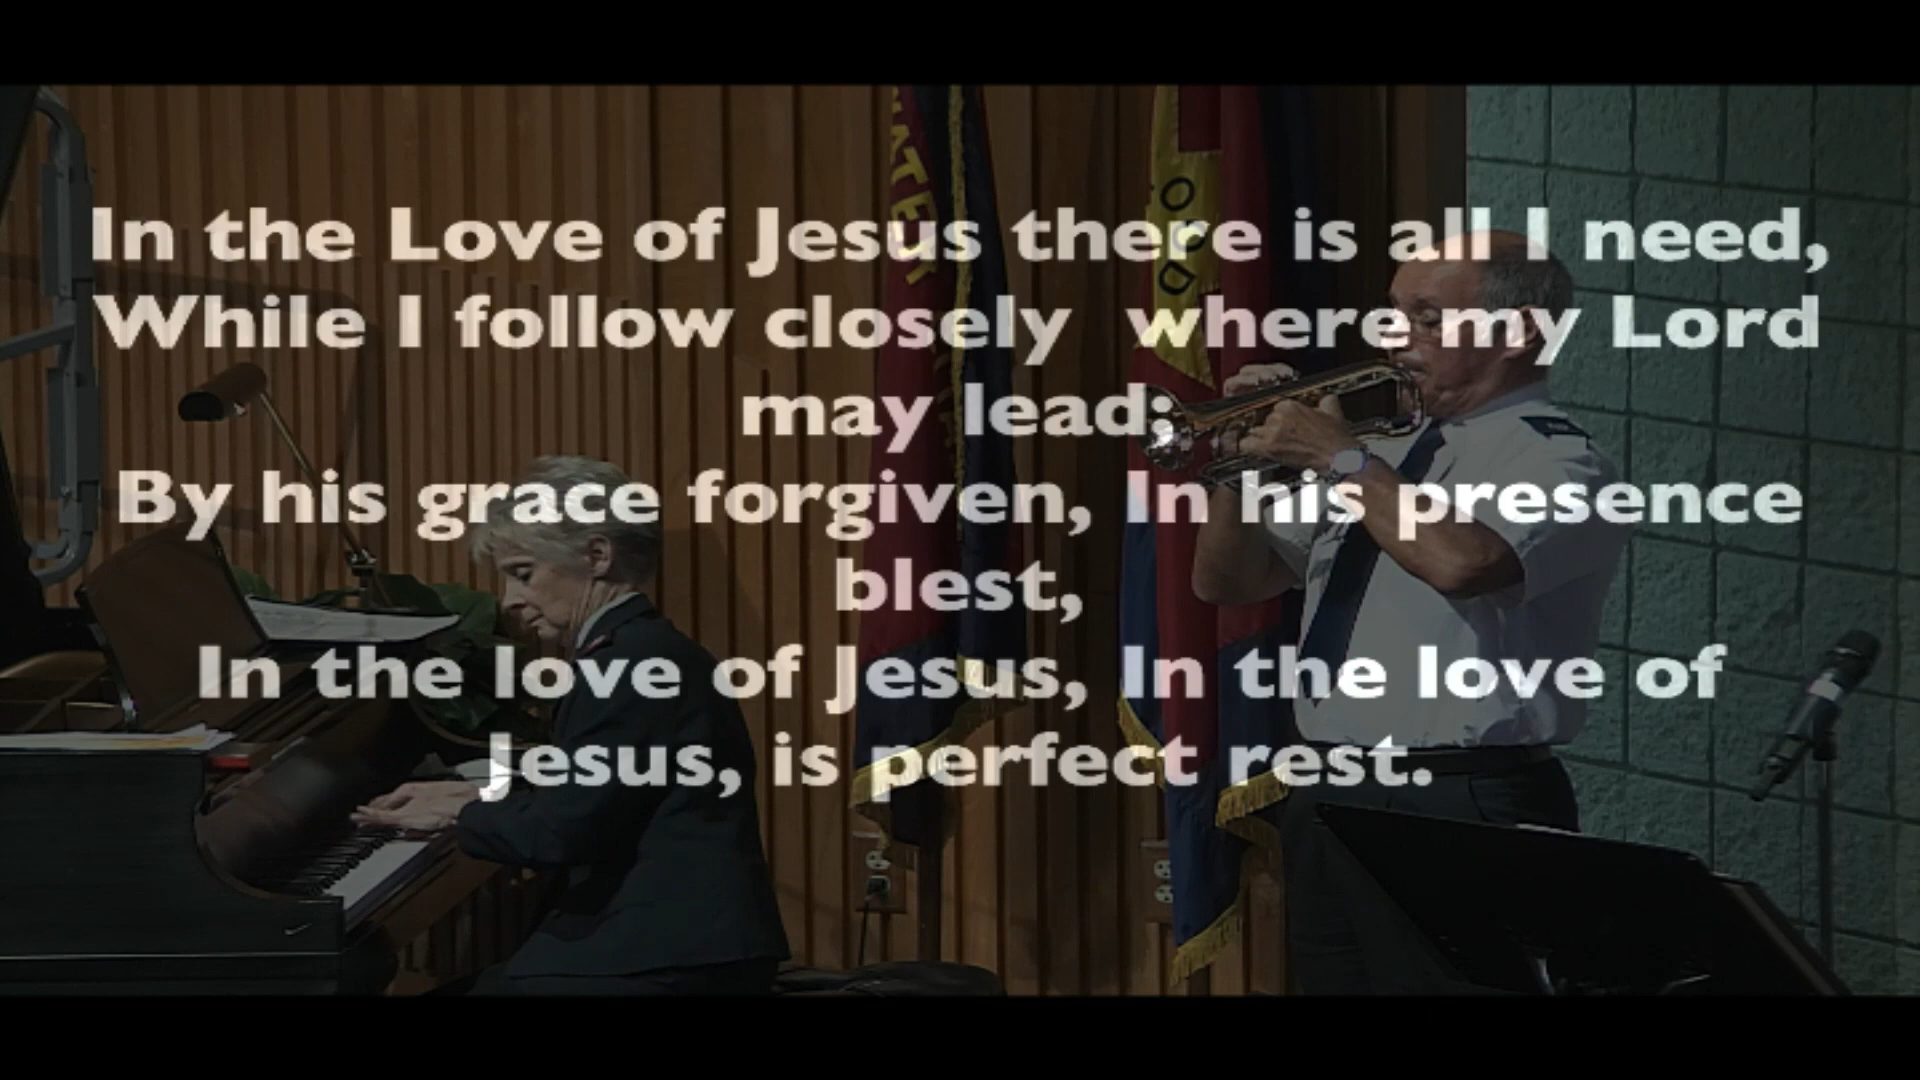 In the Love of Jesus there is all I need,
While I follow closely  where my Lord
may lead;
By his grace forgiven, In his presence
blest,
In the love of Jesus, In the love of
Jesus, is perfect rest.